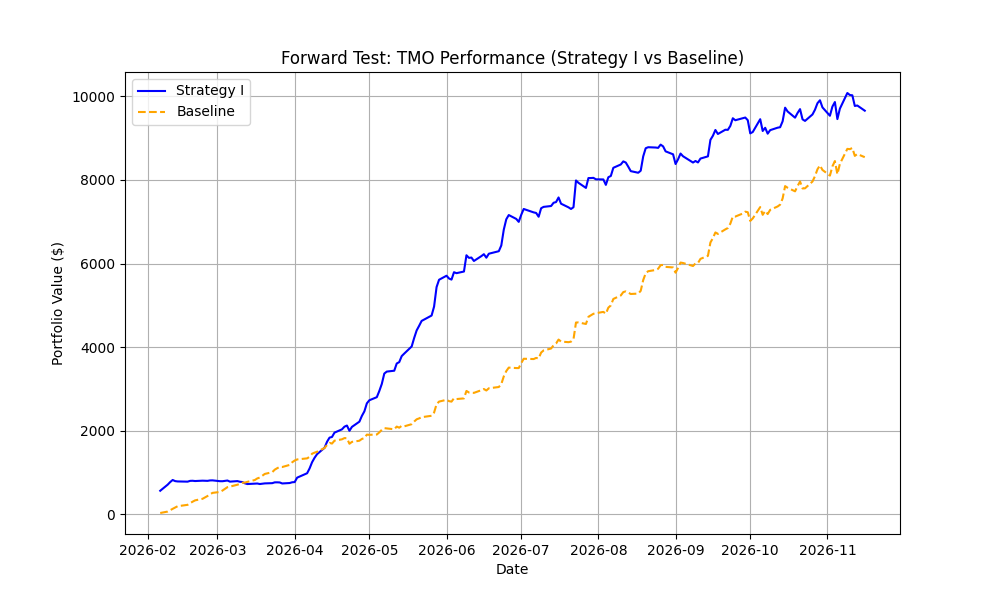 Forward Test: TMO Performance (Strategy I vs Baseline)
Strategy I
Baseline
Portfolio Value ($)
10000
8000
6000
4000
2000
0
2026-02 2026-03 2026-04 2026-05 2026-06 2026-07 2026-08 2026-09 2026-10 2026-11
Date